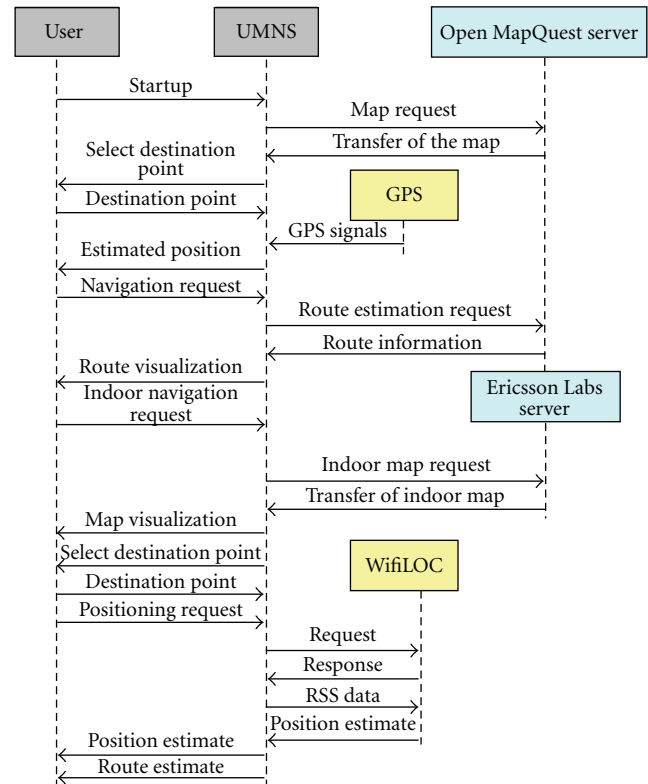 User
UMNS
Open MapQuest server
Startup
Map request
Transfer of the map
Select destination
point
Destination point
GPS
GPS signals
Estimated position
Navigation request
Route estimation request
Route information
Route visualization
Indoor navigation
request
Ericsson Labs
server
Indoor map request
Transfer of indoor map
Map visualization
Select destination point
WifiLOC
Destination point
Positioning request
Request
Response
RSS data
Position estimate
Position estimate
Route estimate